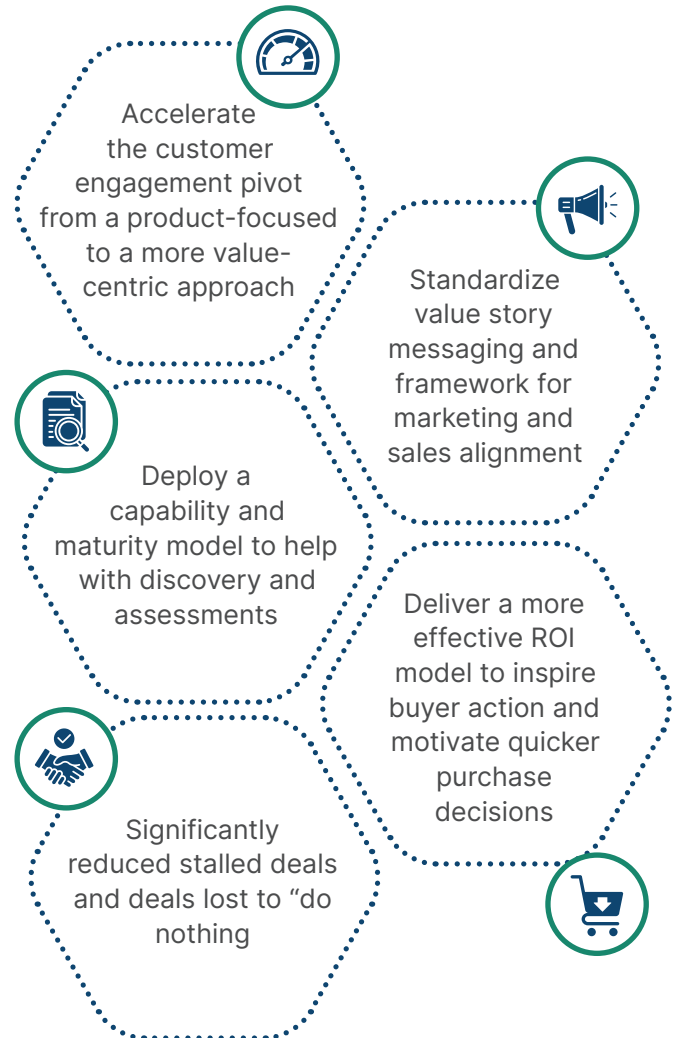 Accelerate
the customer
engagement pivot
from a product-focused
to a more value-
centric approach
Standardize
value story
messaging and
framework for
marketing and
sales alignment
Deploy a
capability and
maturity model to help
with discovery and
assessments
Deliver a more
effective ROI
model to inspire
buyer action and
motivate quicker
purchase
decisions
Significantly
reduced stalled deals
and deals lost to “do
nothing